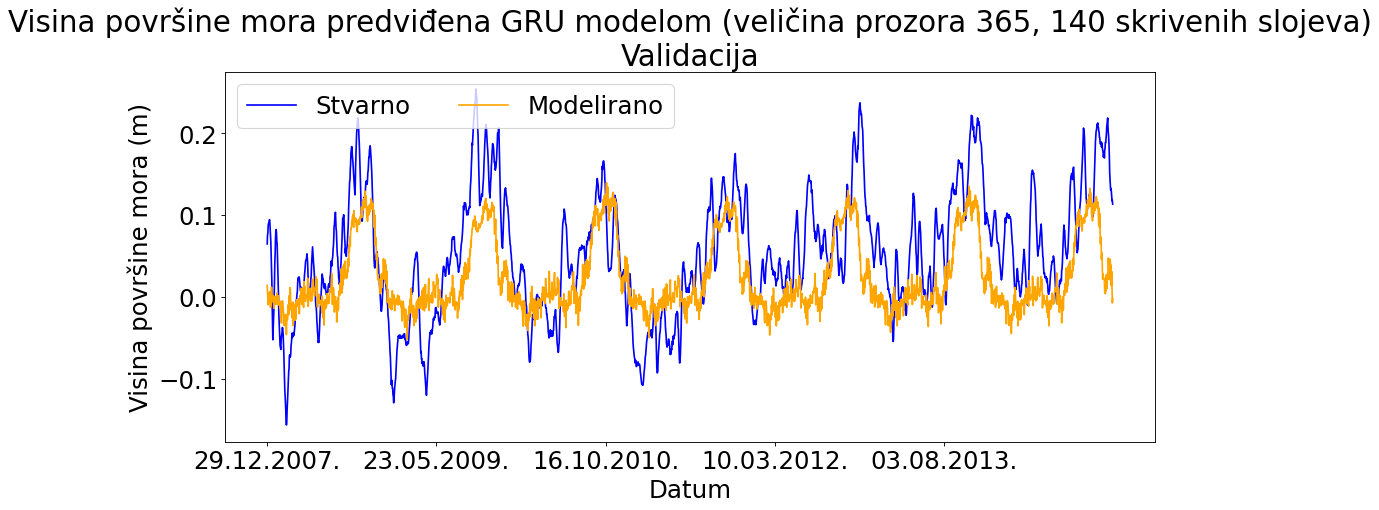 Visina površine mora predviđena GRU modelom (veličina prozora 365, 140 skrivenih slojeva)
Validacija
Stvarno
Modelirano
Visina površine mora (m)
0.2
0.1
0.0
−0.1
29.12.2007.
23.05.2009.
16.10.2010.
10.03.2012.
03.08.2013.
Datum